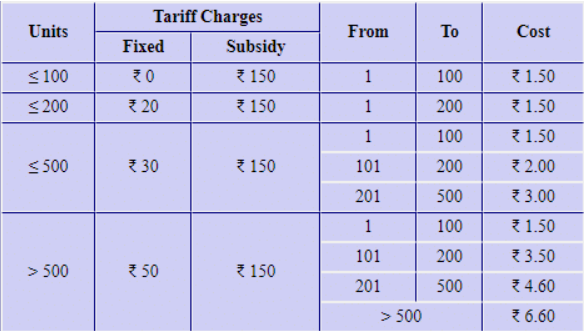 Units Tariff Charges From To Cost
Fixed Subsidy
≤ 100 ₹ 0 ₹ 150 1 100 ₹ 1.50
≤ 200 ₹ 20 ₹ 150 1 200 ₹ 1.50
≤ 500 ₹ 30 ₹ 150 1 100 ₹ 1.50
101 200 ₹ 2.00
201 500 ₹ 3.00
> 500 ₹ 50 ₹ 150 1 100 ₹ 1.50
101 200 ₹ 3.50
201 500 ₹ 4.60
> 500 ₹ 6.60